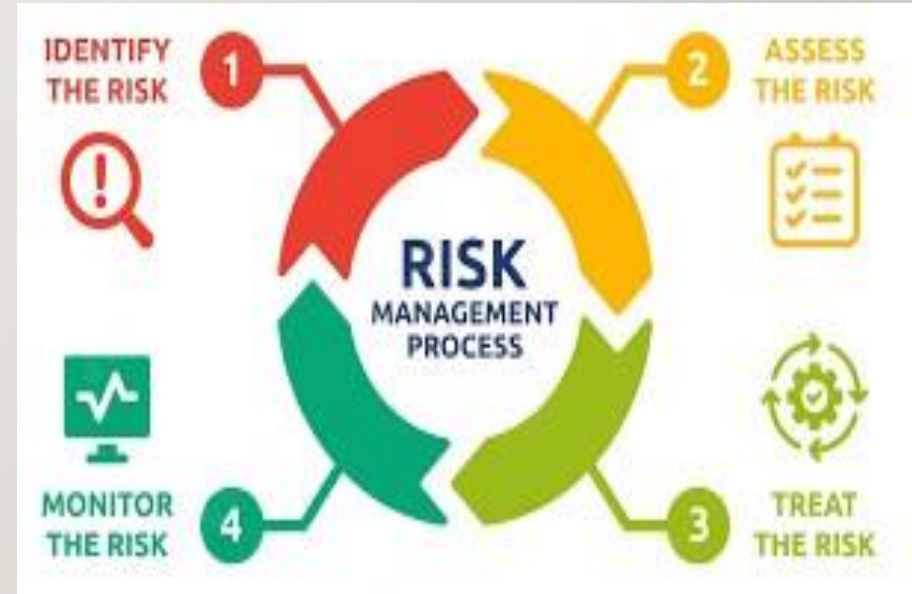 IDENTIFY
THE RISK
1
2
ASSESS
THE RISK
RISK
MANAGEMENT
PROCESS
MONITOR
THE RISK
4
3
TREAT
THE RISK